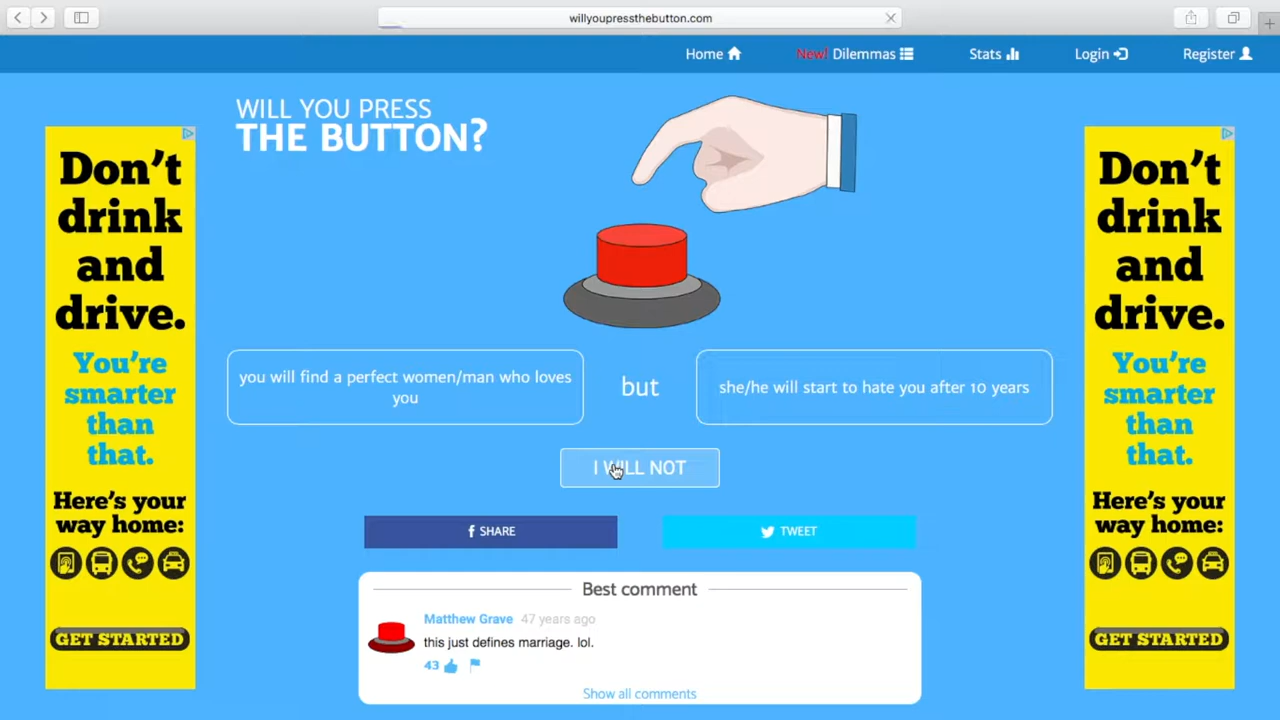 willyoupressthebutton.com
Home
New! Dilemmas
Stats
Login
Register
WILL YOU PRESS
THE BUTTON?
Don't
drink
and
drive.
You're
smarter
than
that.
Here's your
way home:
GET STARTED
you will find a perfect women/man who loves
you
but
she/he will start to hate you after 10 years
I WILL NOT
SHARE
TWEET
Best comment
Matthew Grave 47 years ago
this just defines marriage. lol.
43
Show all comments
Don't
drink
and
drive.
You're
smarter
than
that.
Here's your
way home:
GET STARTED